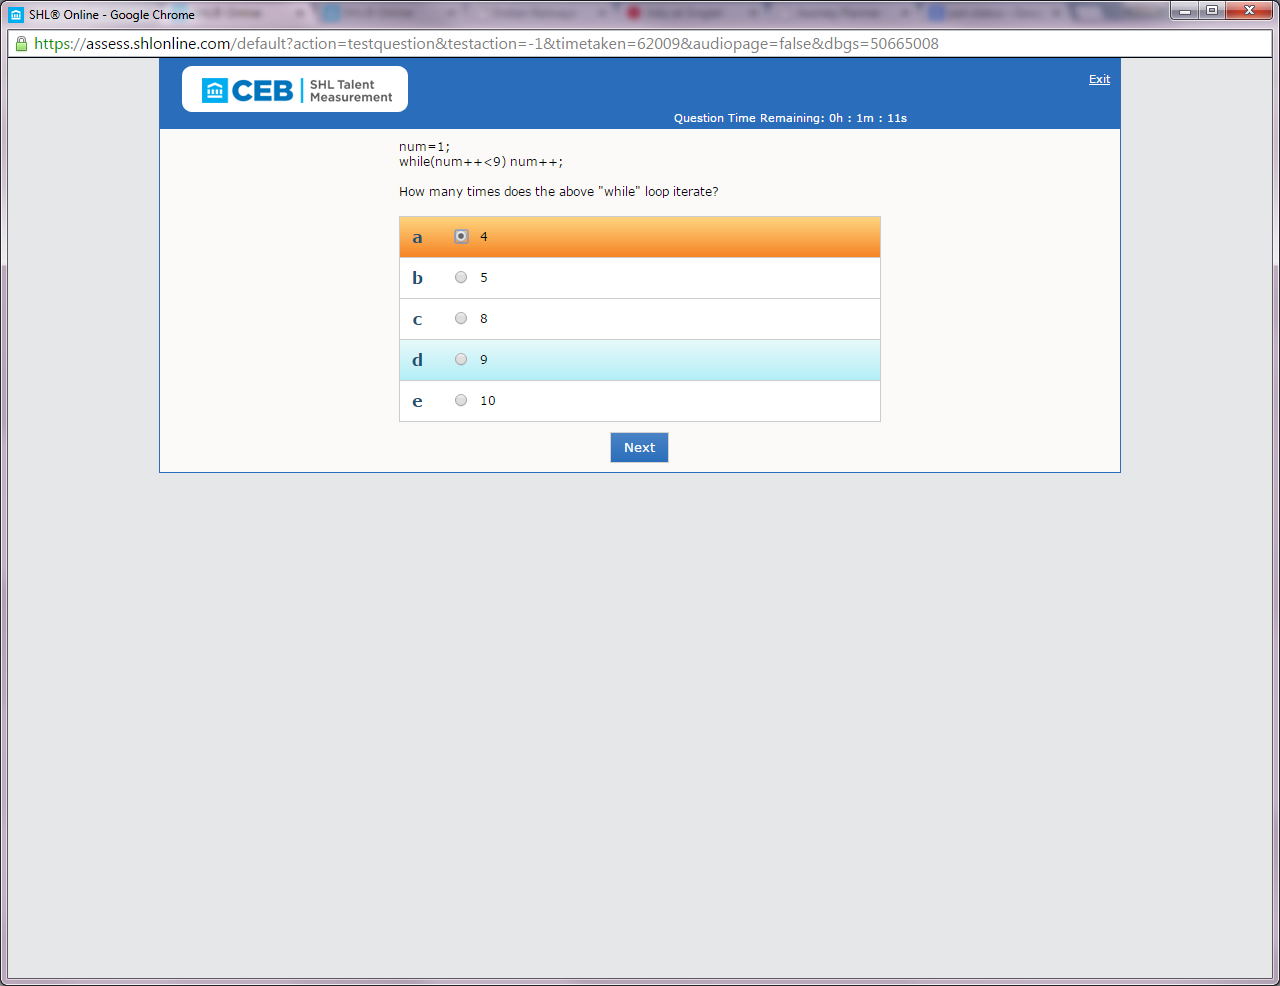 SHL® Online - Google Chrome
https://assess.shlonline.com/default?action=testquestion&testaction=-1&timetaken=62009&audiopage=false&dbgs=50665008
CEB
SHL Talent
Measurement
Exit
Question Time Remaining: 0h : 1m : 11s
num=1;
while(num++<9) num++;
How many times does the above "while" loop iterate?
a 4
b 5
c 8
d 9
e 10
Next